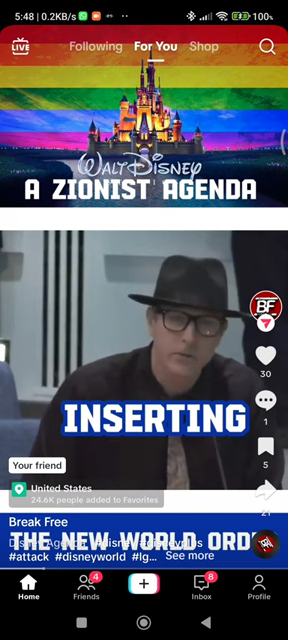 5:48 | 0.2KB/s
100%
LIVE
Following For You Shop
WALT DISNEY
A ZIONIST AGENDA
BF
30
INSERTING
1
Your friend
5
United States
24.6K people added to Favorites
21
Break Free
THE NEW WORLD ORD
#attack #disneyworld #lg... See more
4
8
Home Friends Inbox Profile